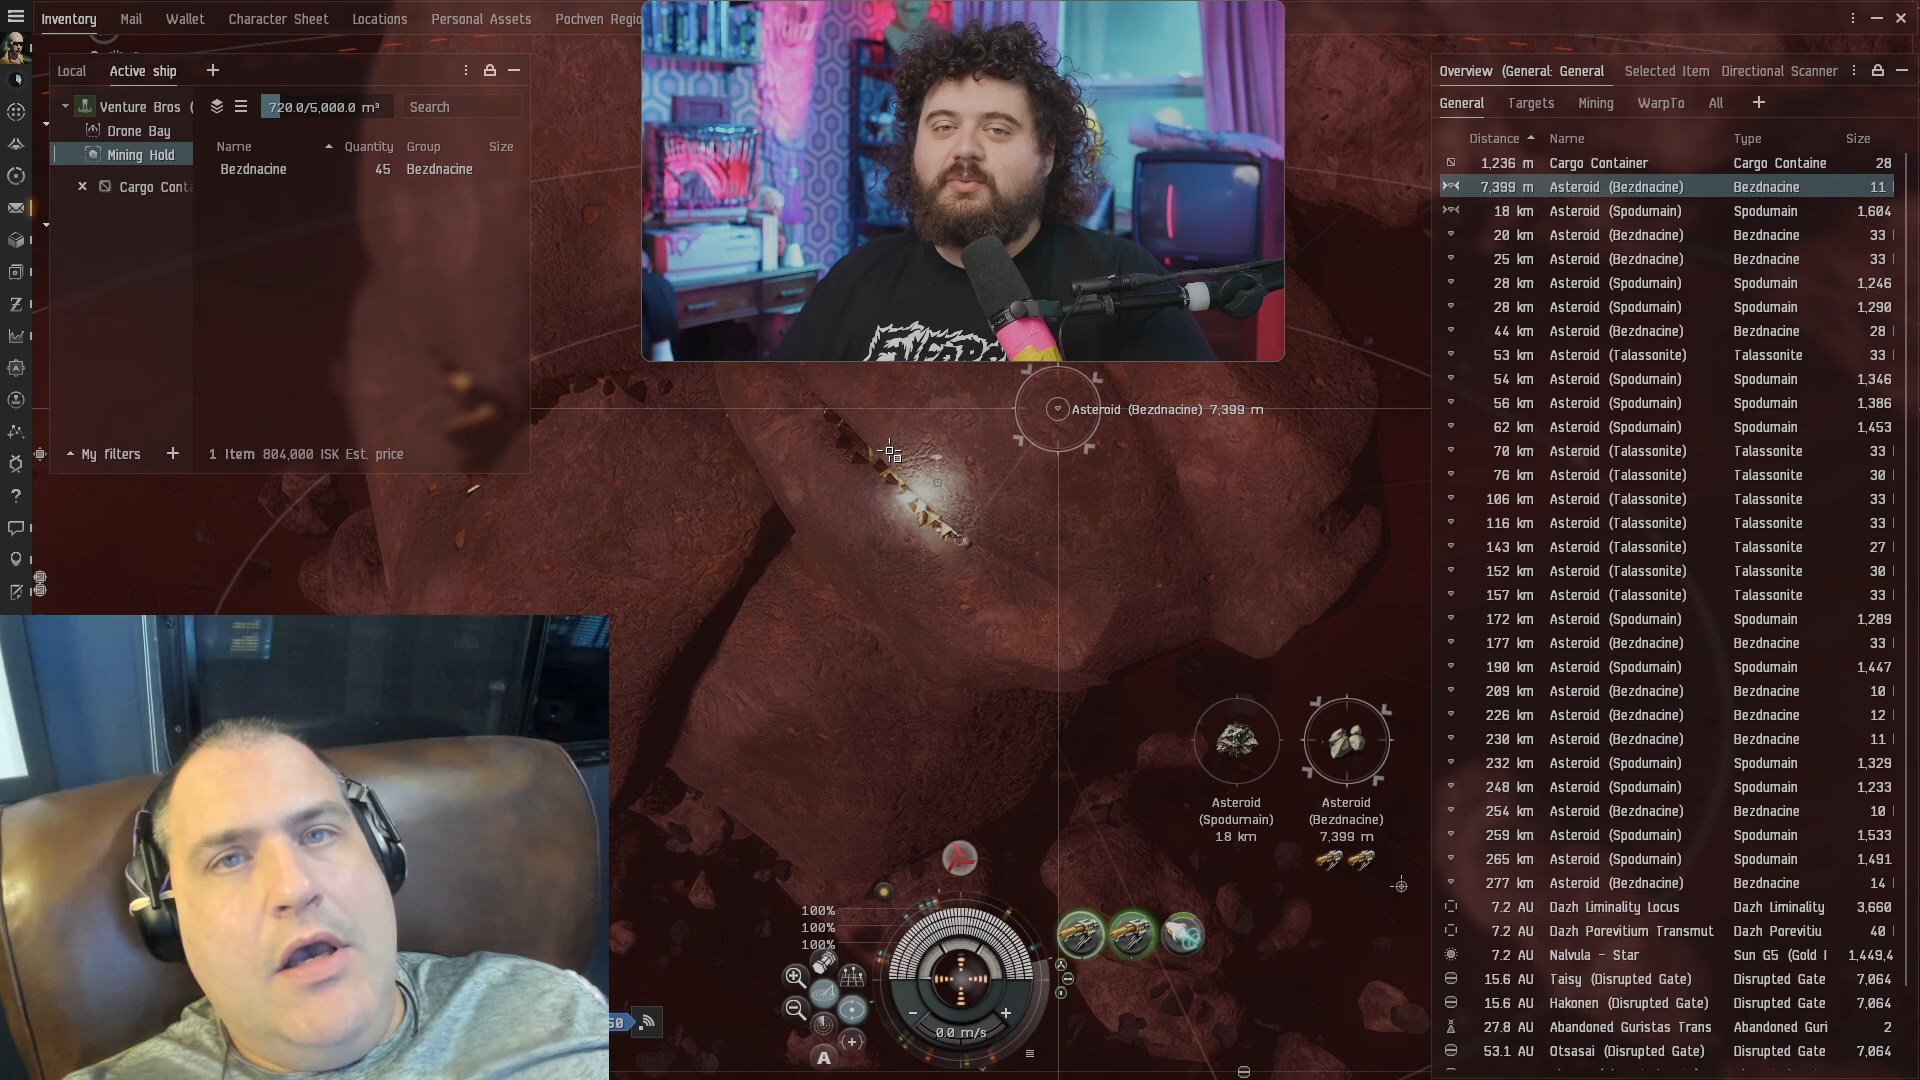 Inventory Mail Wallet Character Sheet Locations Personal Assets Pochven Regio
Local Active ship
Venture Bros (
720.0/5,000.0 m³
Search
Drone Bay
Mining Hold
Cargo Cont
Name Quantity Group Size
Bezdnacine 45 Bezdnacine
My filters
1 Item 804,000 ISK Est. price
Overview (General: General Selected Item Directional Scanner
General Targets Mining WarpTo All
Distance Name Type Size
1,236 m Cargo Container Cargo Containe 28
7,399 m Asteroid (Bezdnacine) Bezdnacine 11
18 km Asteroid (Spodumain) Spodumain 1,604
20 km Asteroid (Bezdnacine) Bezdnacine 33
25 km Asteroid (Bezdnacine) Bezdnacine 33
28 km Asteroid (Spodumain) Spodumain 1,246
28 km Asteroid (Spodumain) Spodumain 1,290
44 km Asteroid (Bezdnacine) Bezdnacine 28
53 km Asteroid (Talassonite) Talassonite 33
54 km Asteroid (Spodumain) Spodumain 1,346
56 km Asteroid (Spodumain) Spodumain 1,386
62 km Asteroid (Spodumain) Spodumain 1,453
70 km Asteroid (Talassonite) Talassonite 33
76 km Asteroid (Talassonite) Talassonite 30
106 km Asteroid (Talassonite) Talassonite 33
116 km Asteroid (Talassonite) Talassonite 33
143 km Asteroid (Talassonite) Talassonite 27
152 km Asteroid (Talassonite) Talassonite 30
157 km Asteroid (Talassonite) Talassonite 33
172 km Asteroid (Spodumain) Spodumain 1,289
177 km Asteroid (Bezdnacine) Bezdnacine 33
190 km Asteroid (Spodumain) Spodumain 1,447
209 km Asteroid (Bezdnacine) Bezdnacine 10
226 km Asteroid (Bezdnacine) Bezdnacine 12
230 km Asteroid (Bezdnacine) Bezdnacine 11
232 km Asteroid (Spodumain) Spodumain 1,329
248 km Asteroid (Spodumain) Spodumain 1,233
254 km Asteroid (Bezdnacine) Bezdnacine 10
259 km Asteroid (Spodumain) Spodumain 1,533
265 km Asteroid (Spodumain) Spodumain 1,491
277 km Asteroid (Bezdnacine) Bezdnacine 14
7.2 AU Dazh Liminality Locus Dazh Liminality 3,660
7.2 AU Dazh Porevitium Transmut Dazh Porevitiu 40
7.2 AU Nalvula - Star Sun G5 (Gold 1,449,4
15.6 AU Taisy (Disrupted Gate) Disrupted Gate 7,064
15.6 AU Hakonen (Disrupted Gate) Disrupted Gate 7,064
27.8 AU Abandoned Guristas Trans Abandoned Guri 2
53.1 AU Otsasai (Disrupted Gate) Disrupted Gate 7,064
Asteroid (Bezdnacine) 7,399 m
Asteroid
(Spodumain)
18 km
Asteroid
(Bezdnacine)
7,399 m
100%
100%
100%
0.0 m/s
A